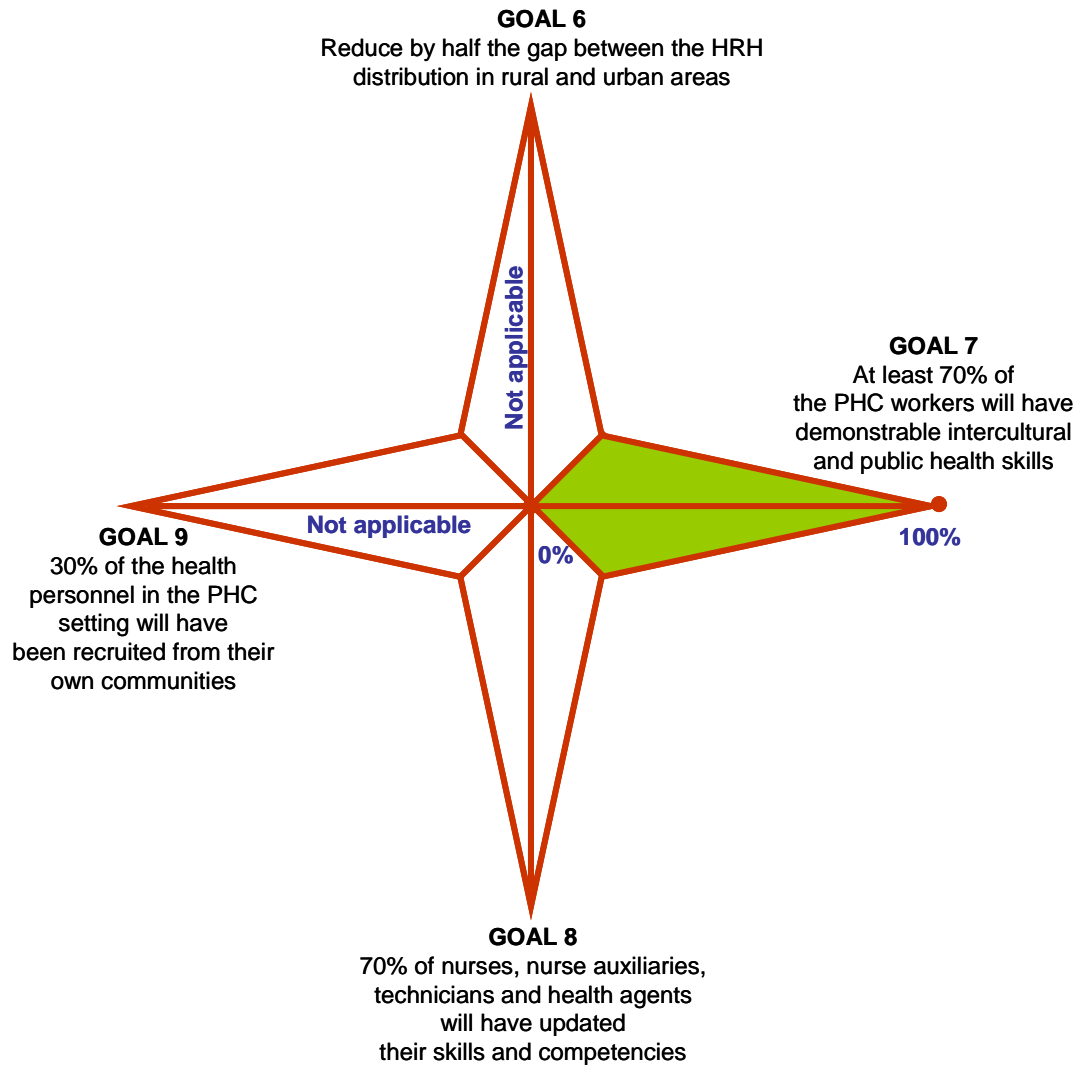 GOAL 6
Reduce by half the gap between the HRH
distribution in rural and urban areas
Not applicable
GOAL 7
At least 70% of
the PHC workers will have
demonstrable intercultural
and public health skills
100%
Not applicable
0%
GOAL 9
30% of the health
personnel in the PHC
setting will have
been recruited from their
own communities
GOAL 8
70% of nurses, nurse auxiliaries,
technicians and health agents
will have updated
their skills and competencies